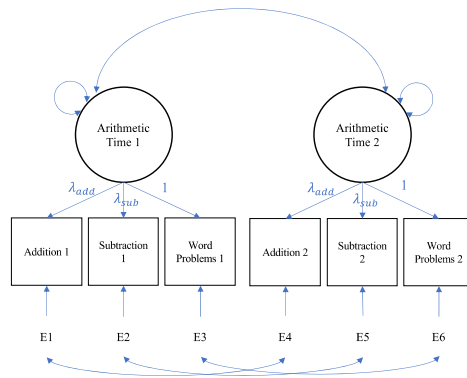 Arithmetic
Time 1
Arithmetic
Time 2
λadd
λsub
1
λadd
λsub
1
Addition 1
Subtraction
1
Word
Problems 1
Addition 2
Subtraction
2
Word
Problems 2
E1
E2
E3
E4
E5
E6